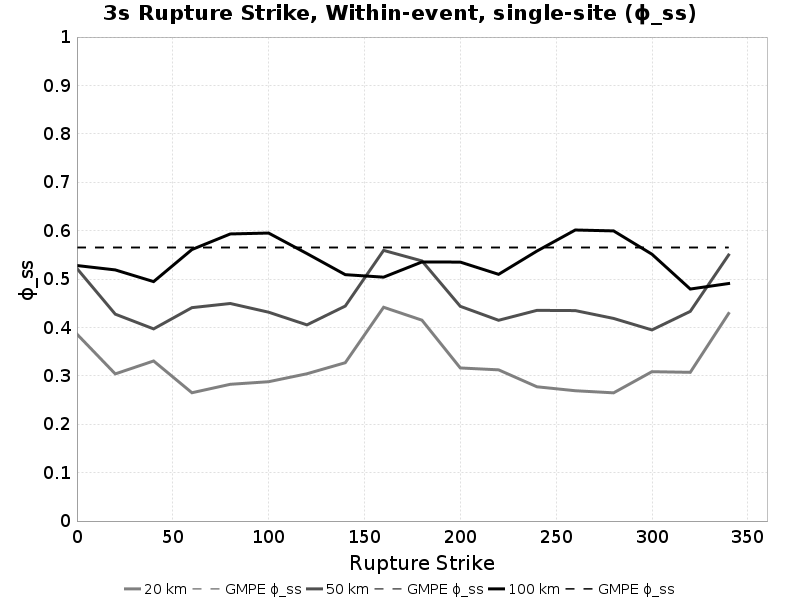 3s Rupture Strike, Within-event, single-site (ϕ_ss)
1
0.9
0.8
0.7
0.6
0.5
0.4
0.3
0.2
0.1
0
ϕ_ss
0 50 100 150 200 250 300 350
Rupture Strike
20 km GMPE ϕ_ss 50 km GMPE ϕ_ss 100 km GMPE ϕ_ss